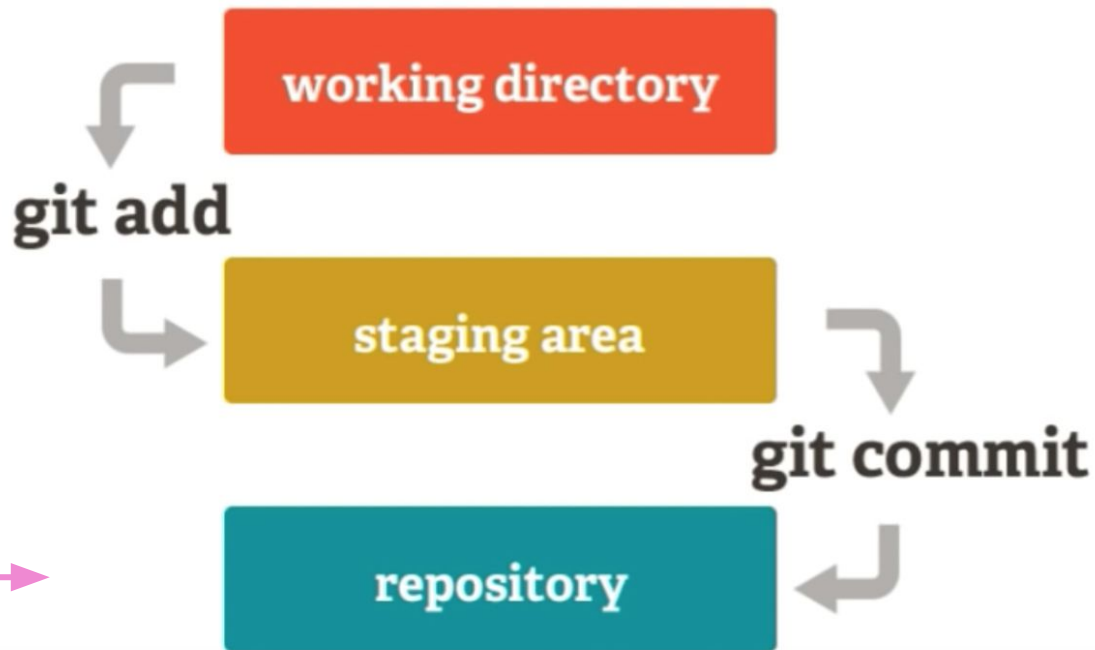 working directory
git add
staging area
git commit
repository